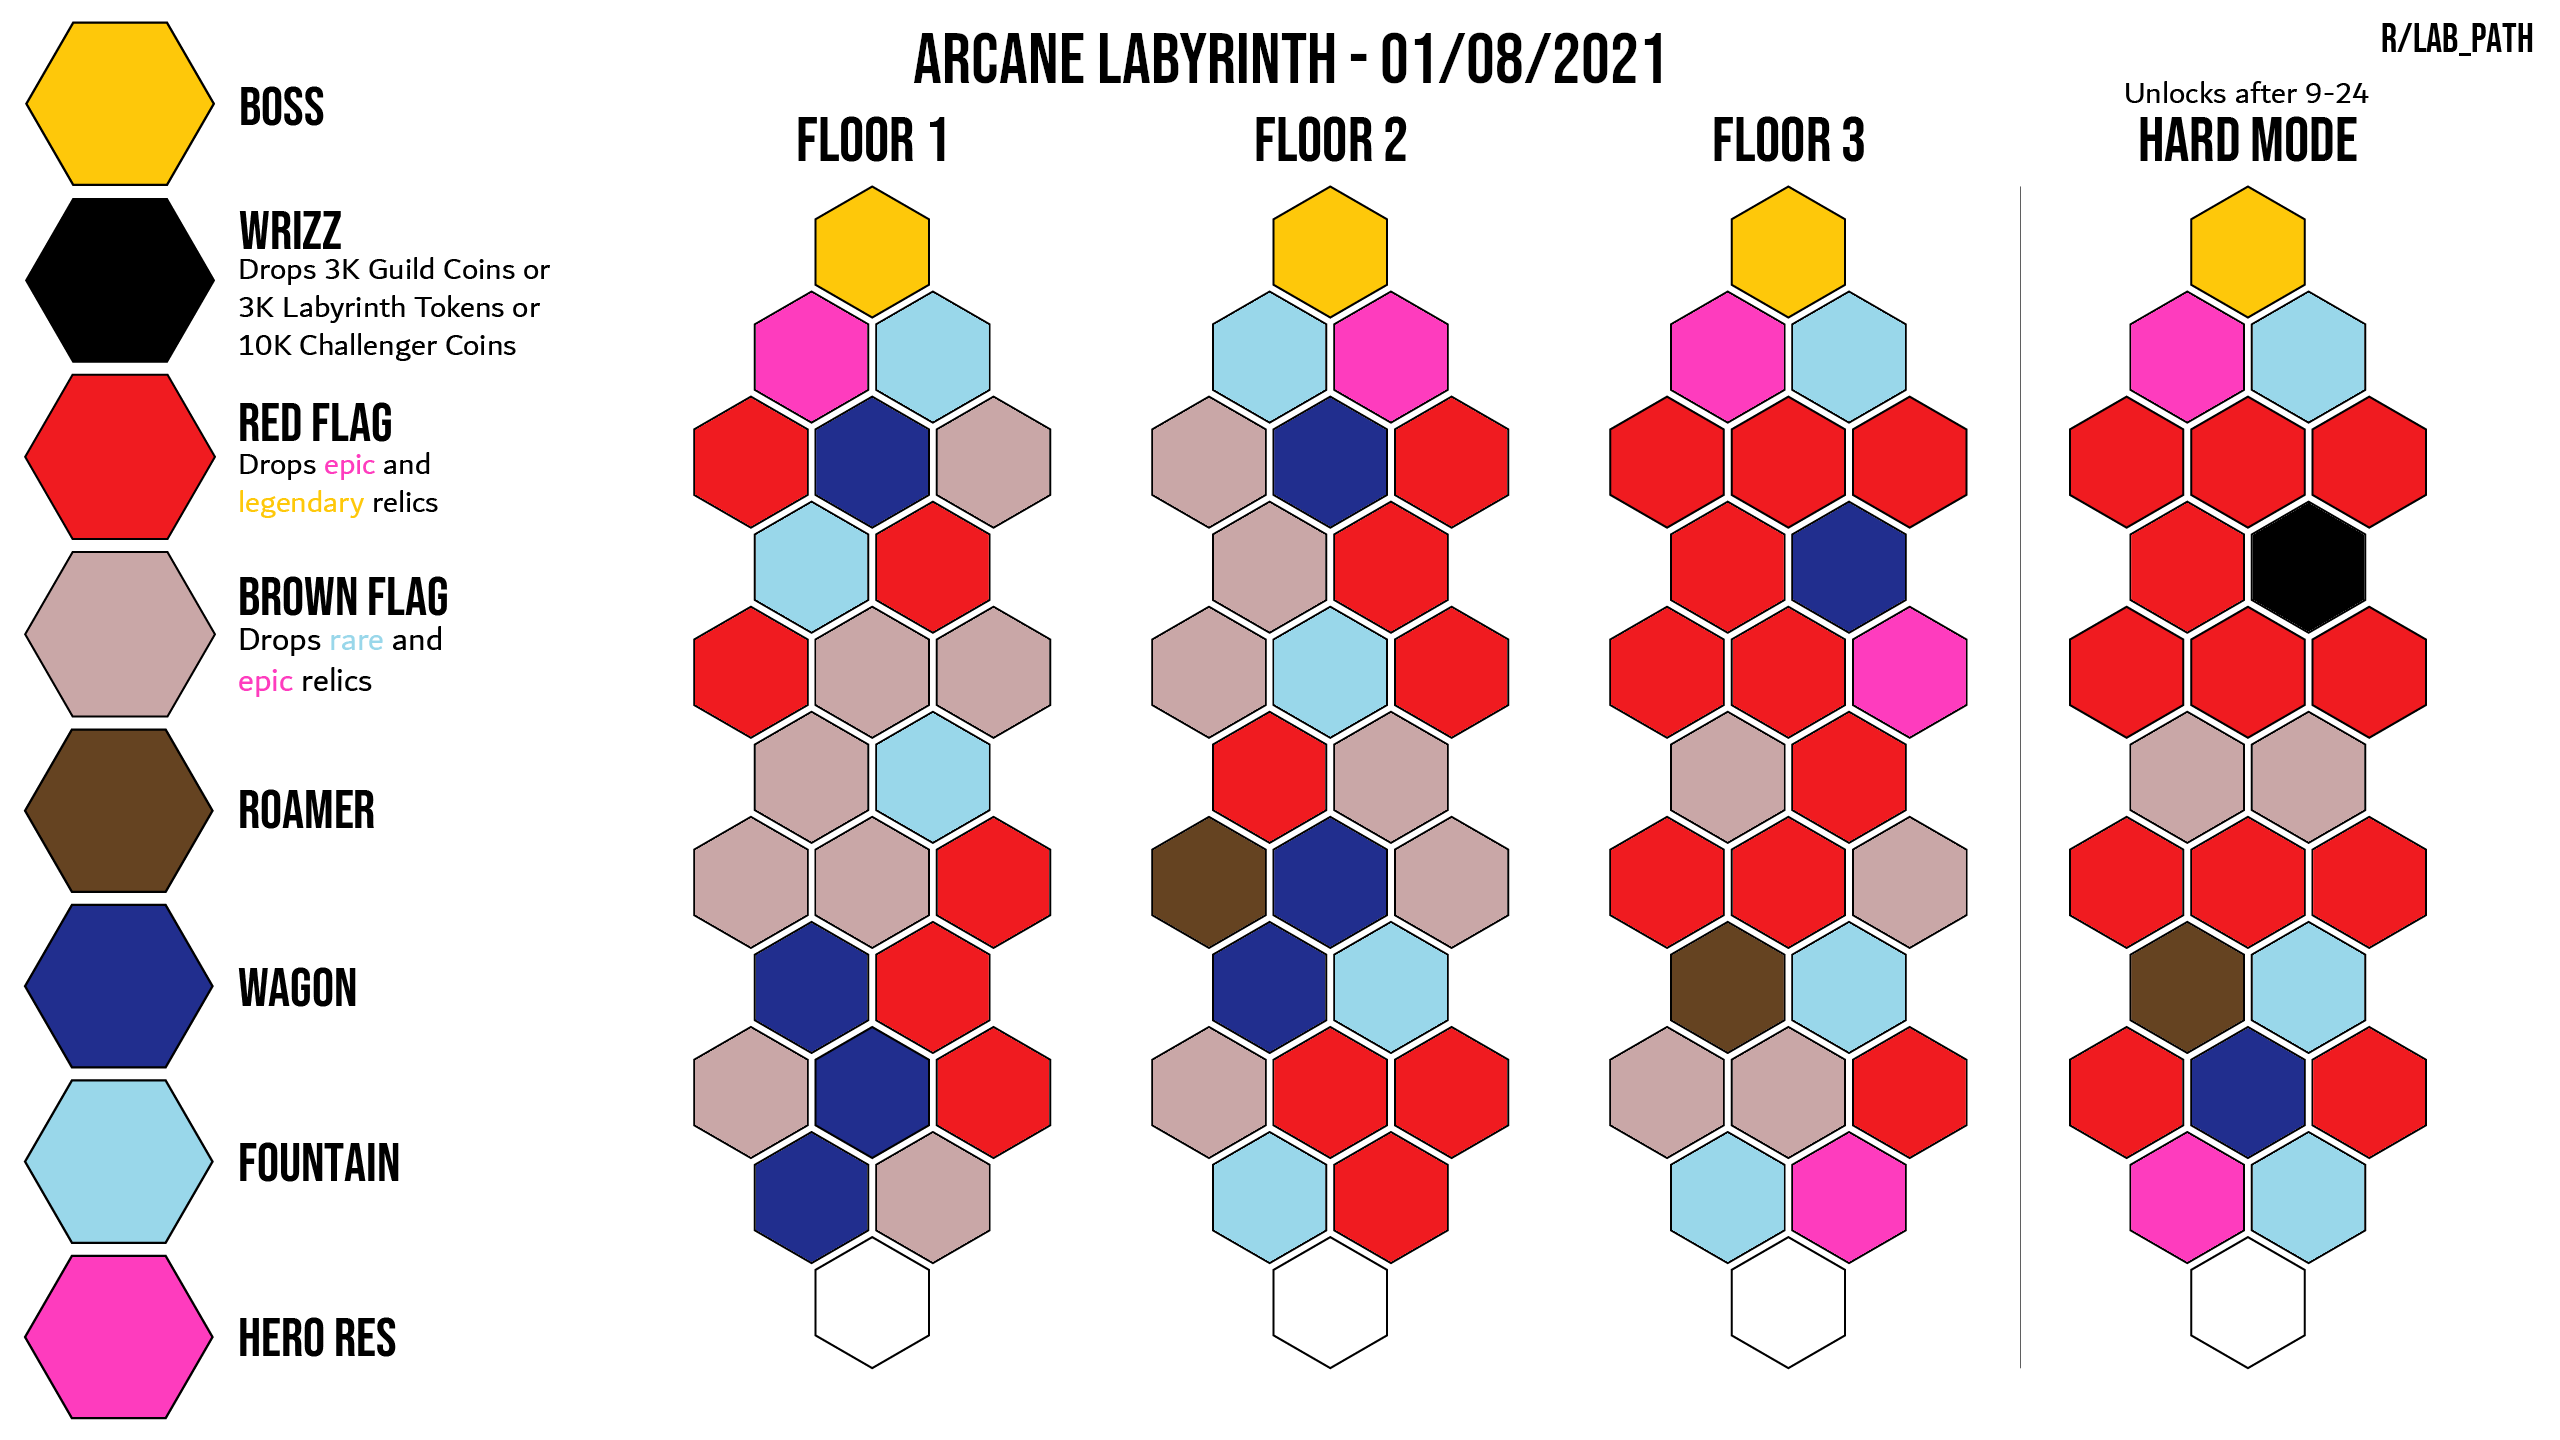 ARCANE LABYRINTH - 01/08/2021
R/LAB_PATH
BOSS
WRIZZ
Drops 3K Guild Coins or
3K Labyrinth Tokens or
10K Challenger Coins
RED FLAG
Drops epic and
legendary relics
BROWN FLAG
Drops rare and
epic relics
ROAMER
WAGON
FOUNTAIN
HERO RES
FLOOR 1
FLOOR 2
FLOOR 3
Unlocks after 9-24
HARD MODE